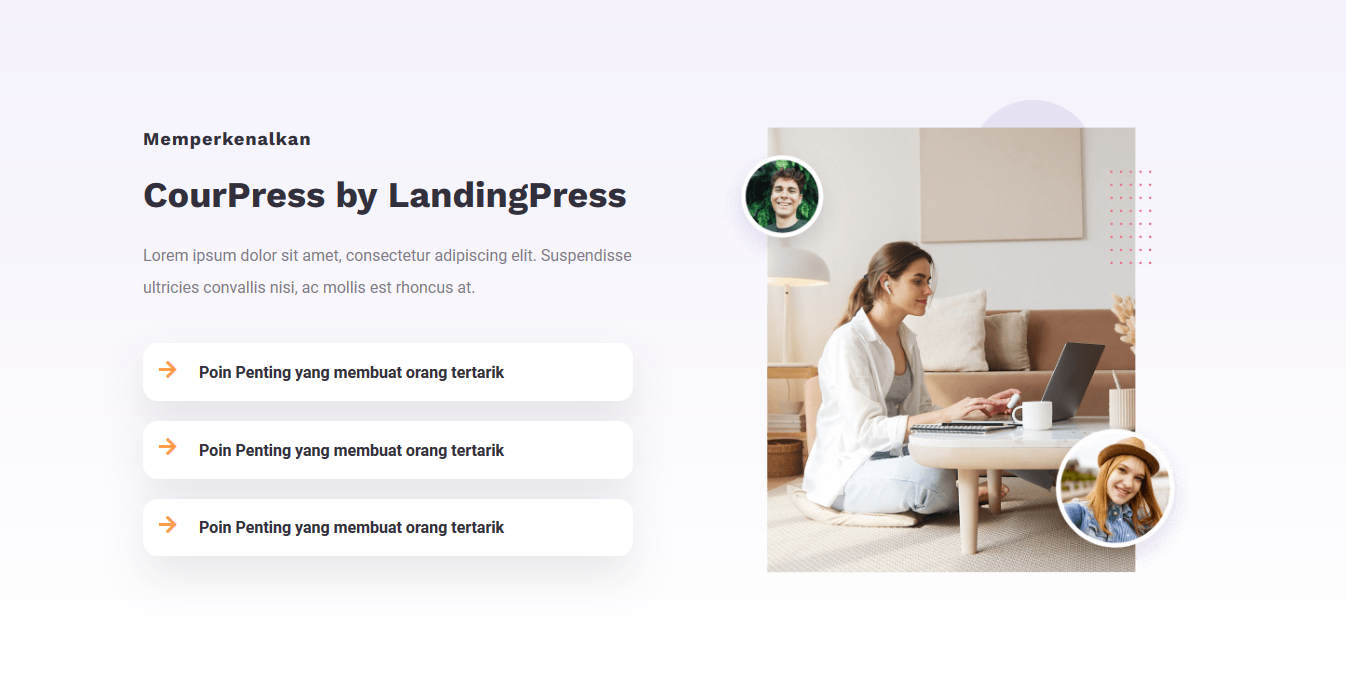 Memperkenalkan
CourPress by LandingPress
Lorem ipsum dolor sit amet, consectetur adipiscing elit. Suspendisse
ultricies convallis nisi, ac mollis est rhoncus at.
Poin Penting yang membuat orang tertarik
Poin Penting yang membuat orang tertarik
Poin Penting yang membuat orang tertarik